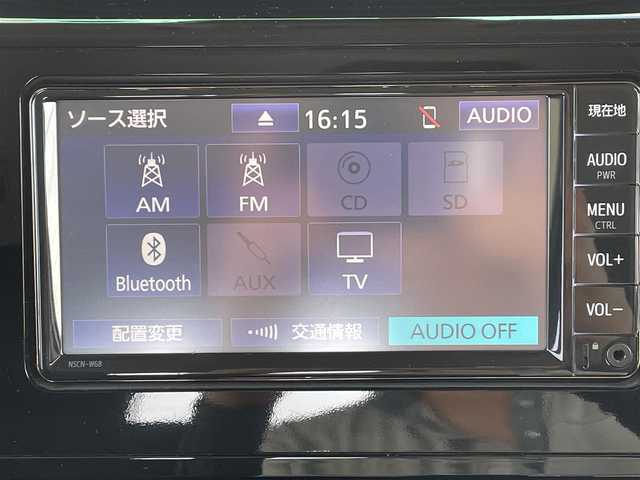 ソース選択 16:15 AUDIO
AM FM CD SD
Bluetooth AUX TV
配置変更 交通情報 AUDIO OFF
NSCN-W68
現在地
AUDIO
PWR
MENU
CTRL
VOL+
VOL-